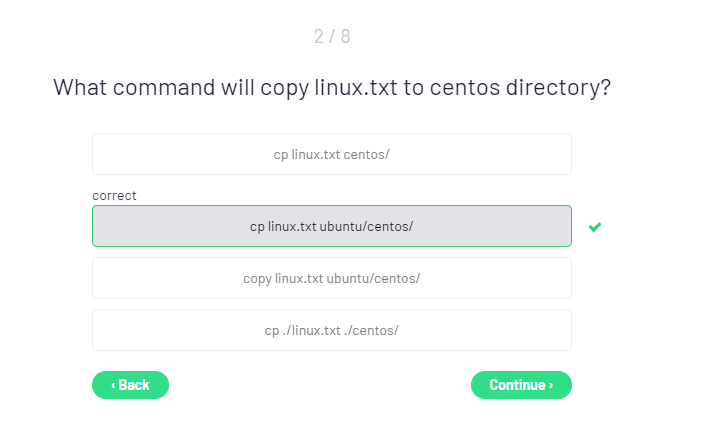 2 / 8
What command will copy linux.txt to centos directory?
cp linux.txt centos/
correct
cp linux.txt ubuntu/centos/
copy linux.txt ubuntu/centos/
cp ./linux.txt ./centos/
‹ Back
Continue ›